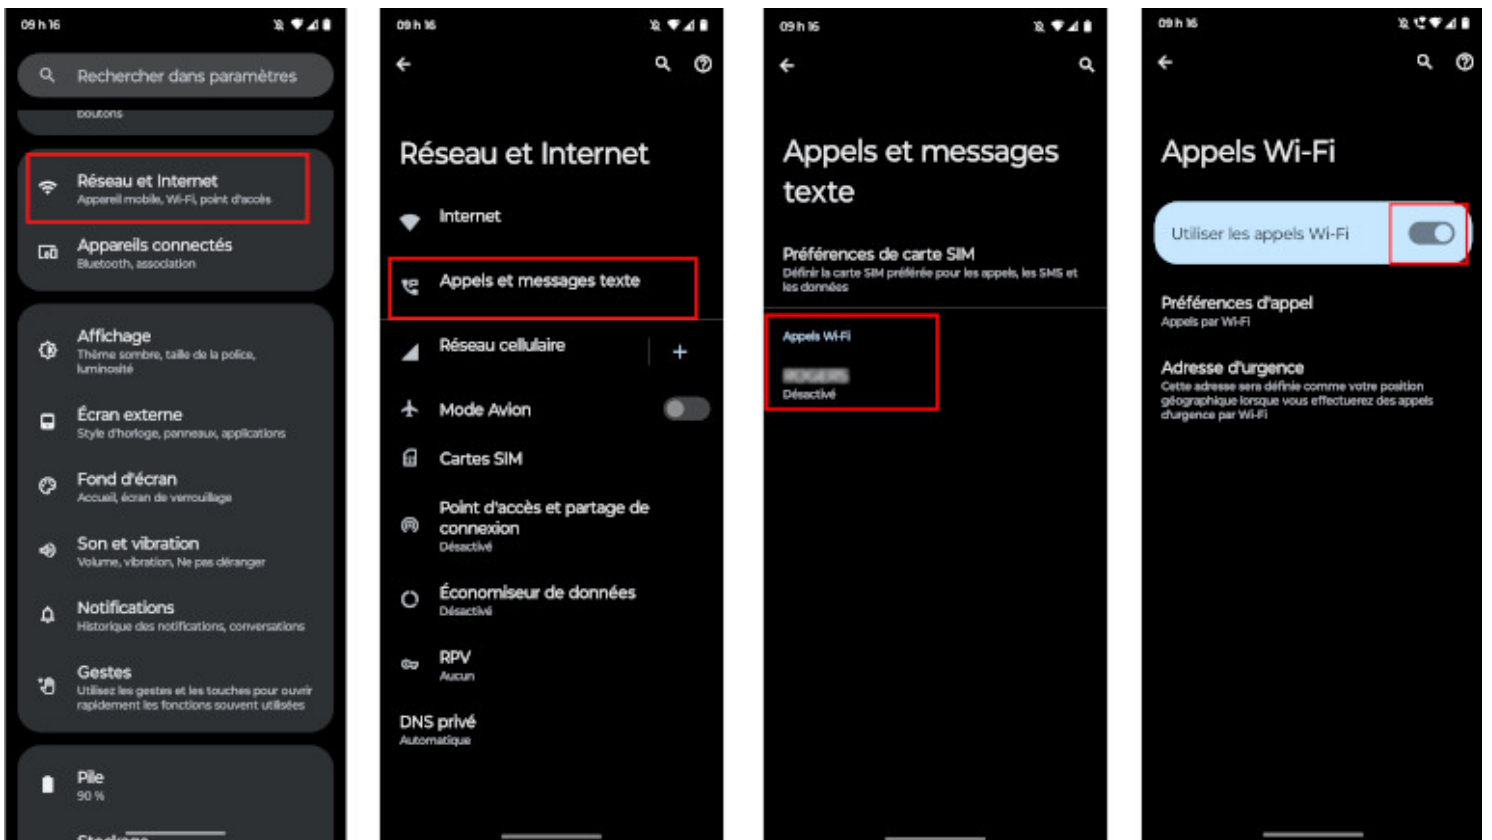 09 h 16
Rechercher dans paramètres
boutons
Réseau et Internet
Appareil mobile, Wi-Fi, point d'accès
Appareils connectés
Bluetooth, association
Affichage
Thème sombre, taille de la police,
luminosité
Écran externe
Style d'horloge, panneaux, applications
Fond d'écran
Accueil, écran de verrouillage
Son et vibration
Volume, vibration, Ne pas déranger
Notifications
Historique des notifications, conversations
Gestes
Utilisez les gestes et les touches pour ouvrir
rapidement les fonctions souvent utilisées
Pile
90 %
Stockage
09 h 16
Réseau et Internet
Internet
Appels et messages texte
Réseau cellulaire
Mode Avion
Cartes SIM
Point d'accès et partage de
connexion
Désactivé
Économiseur de données
Désactivé
RPV
Aucun
DNS privé
Automatique
09 h 16
Appels et messages
texte
Préférences de carte SIM
Définir la carte SIM préférée pour les appels, les SMS et
les données
Appels Wi-Fi
Désactivé
09 h 16
Appels Wi-Fi
Utiliser les appels Wi-Fi
Préférences d'appel
Appels par Wi-Fi
Adresse d'urgence
Cette adresse sera définie comme votre position
géographique lorsque vous effectuerez des appels
d'urgence par Wi-Fi